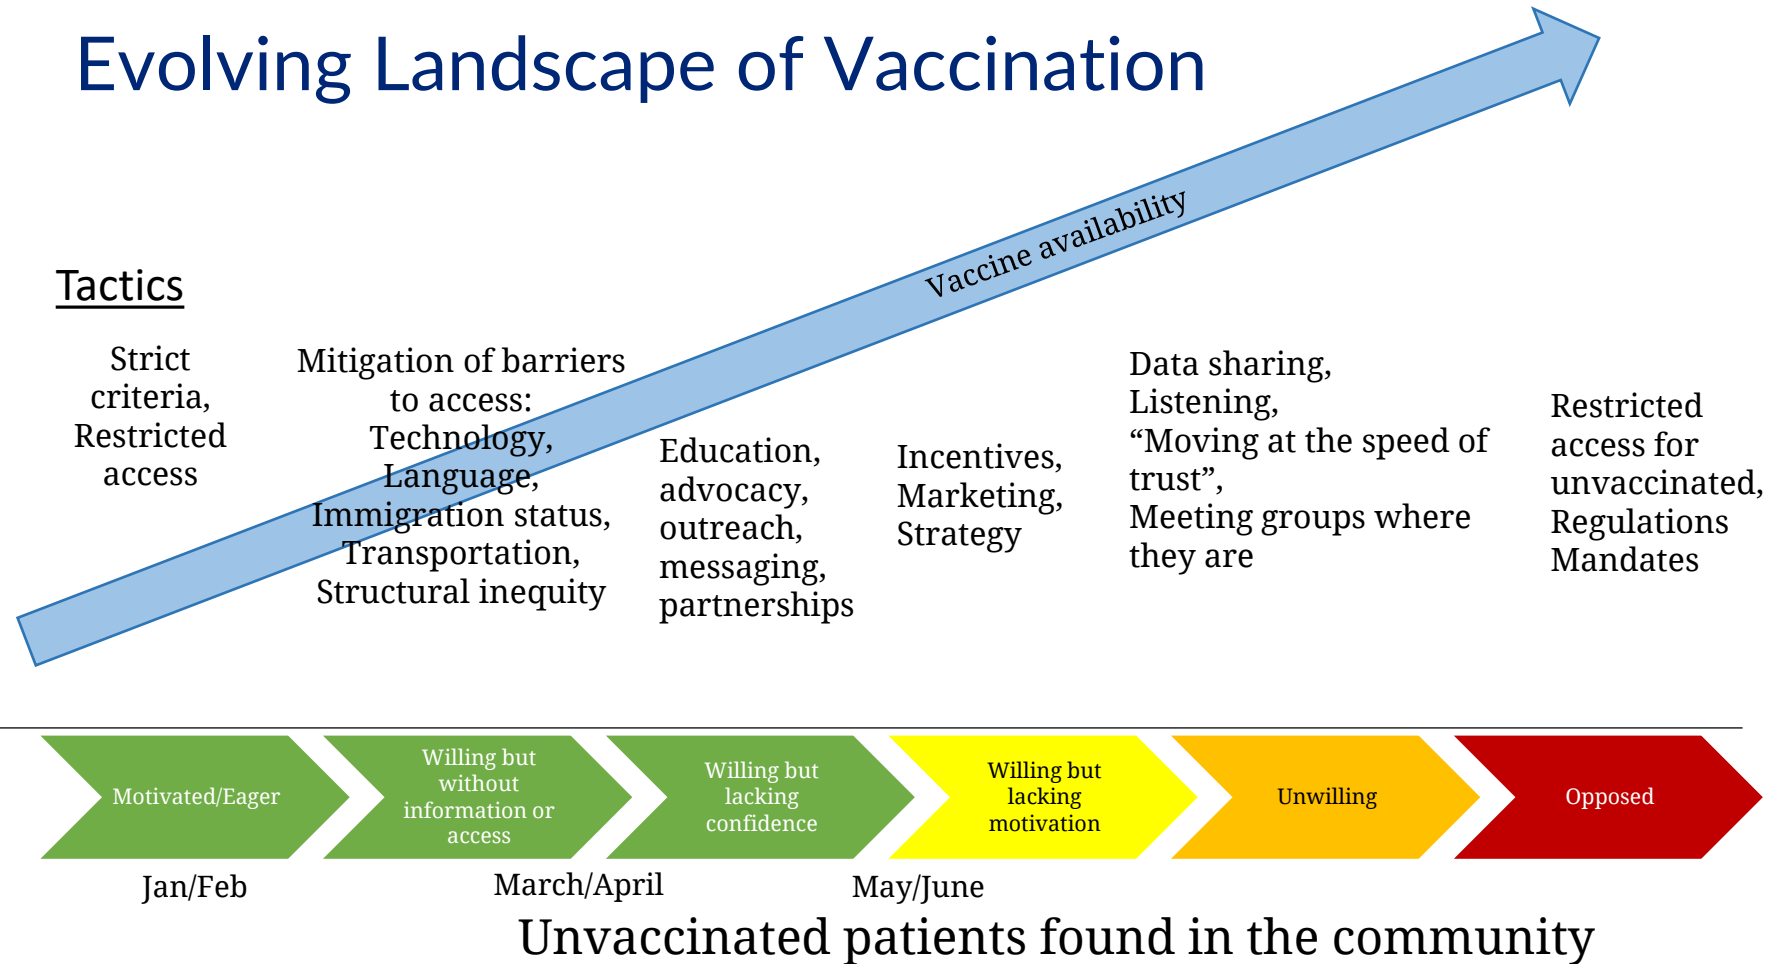 Evolving Landscape of Vaccination
Vaccine availability
Tactics
Strict
criteria,
Restricted
access
Mitigation of barriers
to access:
Technology,
Language,
Immigration status,
Transportation,
Structural inequity
Education,
advocacy,
outreach,
messaging,
partnerships
Incentives,
Marketing,
Strategy
Data sharing,
Listening,
“Moving at the speed of
trust”,
Meeting groups where
they are
Restricted
access for
unvaccinated,
Regulations
Mandates
Motivated/Eager
Willing but
without
information or
access
Willing but
lacking
confidence
Willing but
lacking
motivation
Unwilling
Opposed
Jan/Feb
March/April
May/June
Unvaccinated patients found in the community